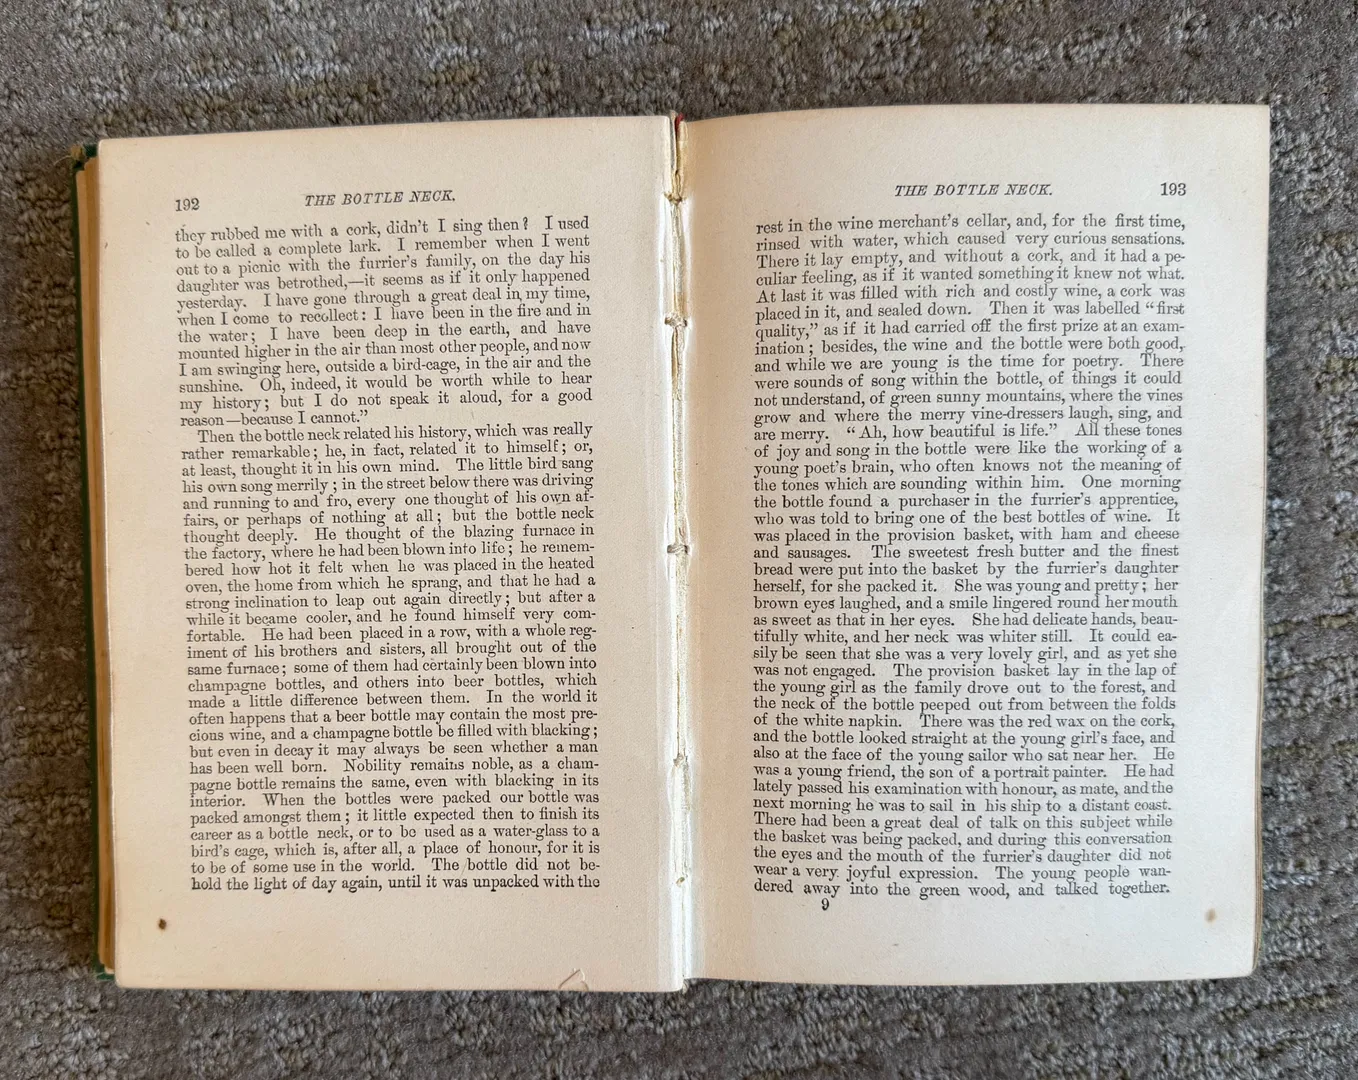 192
THE BOTTLE NECK.
they rubbed me with a cork, didn't I sing then? I used
to be called a complete lark. I remember when I went
out to a picnic with the furrier's family, on the day his
daughter was betrothed,—it seems as if it only happened
yesterday. I have gone through a great deal in my time,
when I come to recollect: I have been in the fire and in
the water; I have been deep in the earth, and have
mounted higher in the air than most other people, and now
I am swinging here, outside a bird-cage, in the air and the
sunshine. Oh, indeed, it would be worth while to hear
my history; but I do not speak it aloud, for a good
reason—because I cannot."
Then the bottle neck related his history, which was really
rather remarkable; he, in fact, related it to himself; or,
at least, thought it in his own mind. The little bird sang
his own song merrily; in the street below there was driving
and running to and fro, every one thought of his own af-
fairs, or perhaps of nothing at all; but the bottle neck
thought deeply. He thought of the blazing furnace in
the factory, where he had been blown into life; he remem-
bered how hot it felt when he was placed in the heated
oven, the home from which he sprang, and that he had a
strong inclination to leap out again directly; but after a
while it became cooler, and he found himself very com-
fortable. He had been placed in a row, with a whole reg-
iment of his brothers and sisters, all brought out of the
same furnace; some of them had certainly been blown into
champagne bottles, and others into beer bottles, which
made a little difference between them. In the world it
often happens that a beer bottle may contain the most pre-
cious wine, and a champagne bottle be filled with blacking;
but even in decay it may always be seen whether a man
has been well born. Nobility remains noble, as a cham-
pagne bottle remains the same, even with blacking in its
interior. When the bottles were packed our bottle was
packed amongst them; it little expected then to finish its
career as a bottle neck, or to be used as a water-glass to a
bird's cage, which is, after all, a place of honour, for it is
to be of some use in the world. The bottle did not be-
hold the light of day again, until it was unpacked with the
THE BOTTLE NECK.
193
rest in the wine merchant's cellar, and, for the first time,
rinsed with water, which caused very curious sensations.
There it lay empty, and without a cork, and it had a pe-
culiar feeling, as if it wanted something it knew not what.
At last it was filled with rich and costly wine, a cork was
placed in it, and sealed down. Then it was labelled "first
quality," as if it had carried off the first prize at an exam-
ination; besides, the wine and the bottle were both good,
and while we are young is the time for poetry. There
were sounds of song within the bottle, of things it could
not understand, of green sunny mountains, where the vines
grow and where the merry vine-dressers laugh, sing, and
are merry. "Ah, how beautiful is life." All these tones
of joy and song in the bottle were like the working of a
young poet's brain, who often knows not the meaning of
the tones which are sounding within him. One morning
the bottle found a purchaser in the furrier's apprentice,
who was told to bring one of the best bottles of wine. It
was placed in the provision basket, with ham and cheese
and sausages. The sweetest fresh butter and the finest
bread were put into the basket by the furrier's daughter
herself, for she packed it. She was young and pretty; her
brown eyes laughed, and a smile lingered round her mouth
as sweet as that in her eyes. She had delicate hands, beau-
tifully white, and her neck was whiter still. It could ea-
sily be seen that she was a very lovely girl, and as yet she
was not engaged. The provision basket lay in the lap of
the young girl as the family drove out to the forest, and
the neck of the bottle peeped out from between the folds
of the white napkin. There was the red wax on the cork,
and the bottle looked straight at the young girl's face, and
also at the face of the young sailor who sat near her. He
was a young friend, the son of a portrait painter. He had
lately passed his examination with honour, as mate, and the
next morning he was to sail in his ship to a distant coast.
There had been a great deal of talk on this subject while
the basket was being packed, and during this conversation
the eyes and the mouth of the furrier's daughter did not
wear a very joyful expression. The young people wan-
dered away into the green wood, and talked together.
9